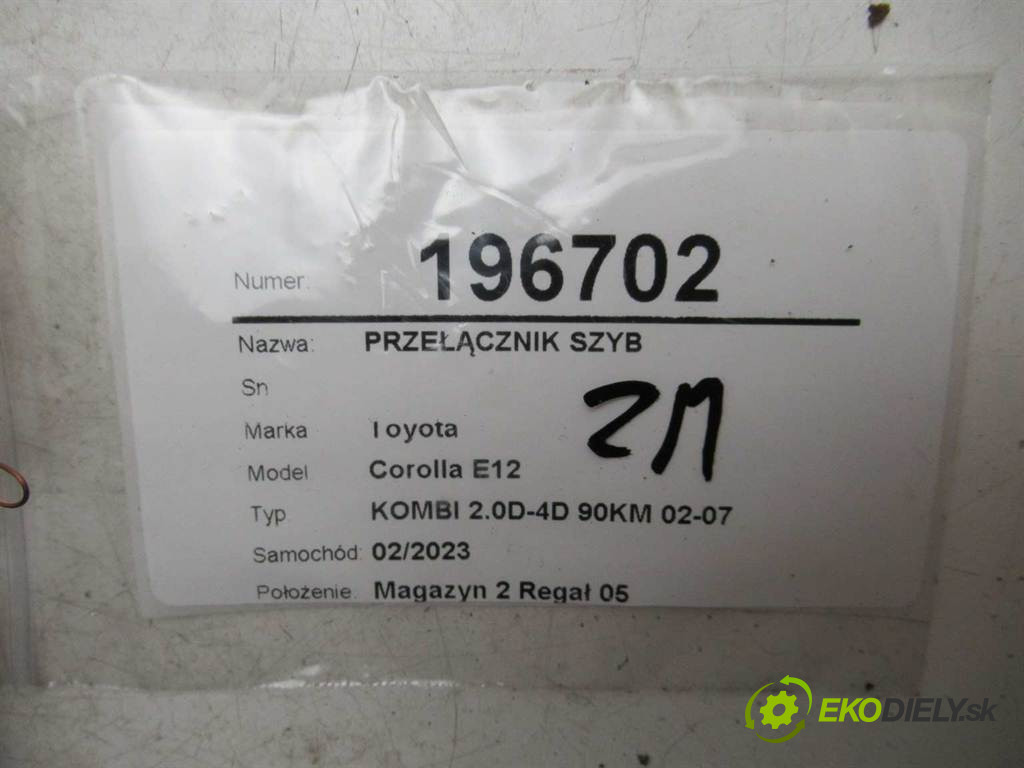 Numer: 196702
Nazwa: PRZEŁĄCZNIK SZYB
Sn
Marka Toyota
Model Corolla E12
Typ KOMBI 2.0D-4D 90KM 02-07
Samochód: 02/2023
Położenie: Magazyn 2 Regał 05
EKODIELY.sk